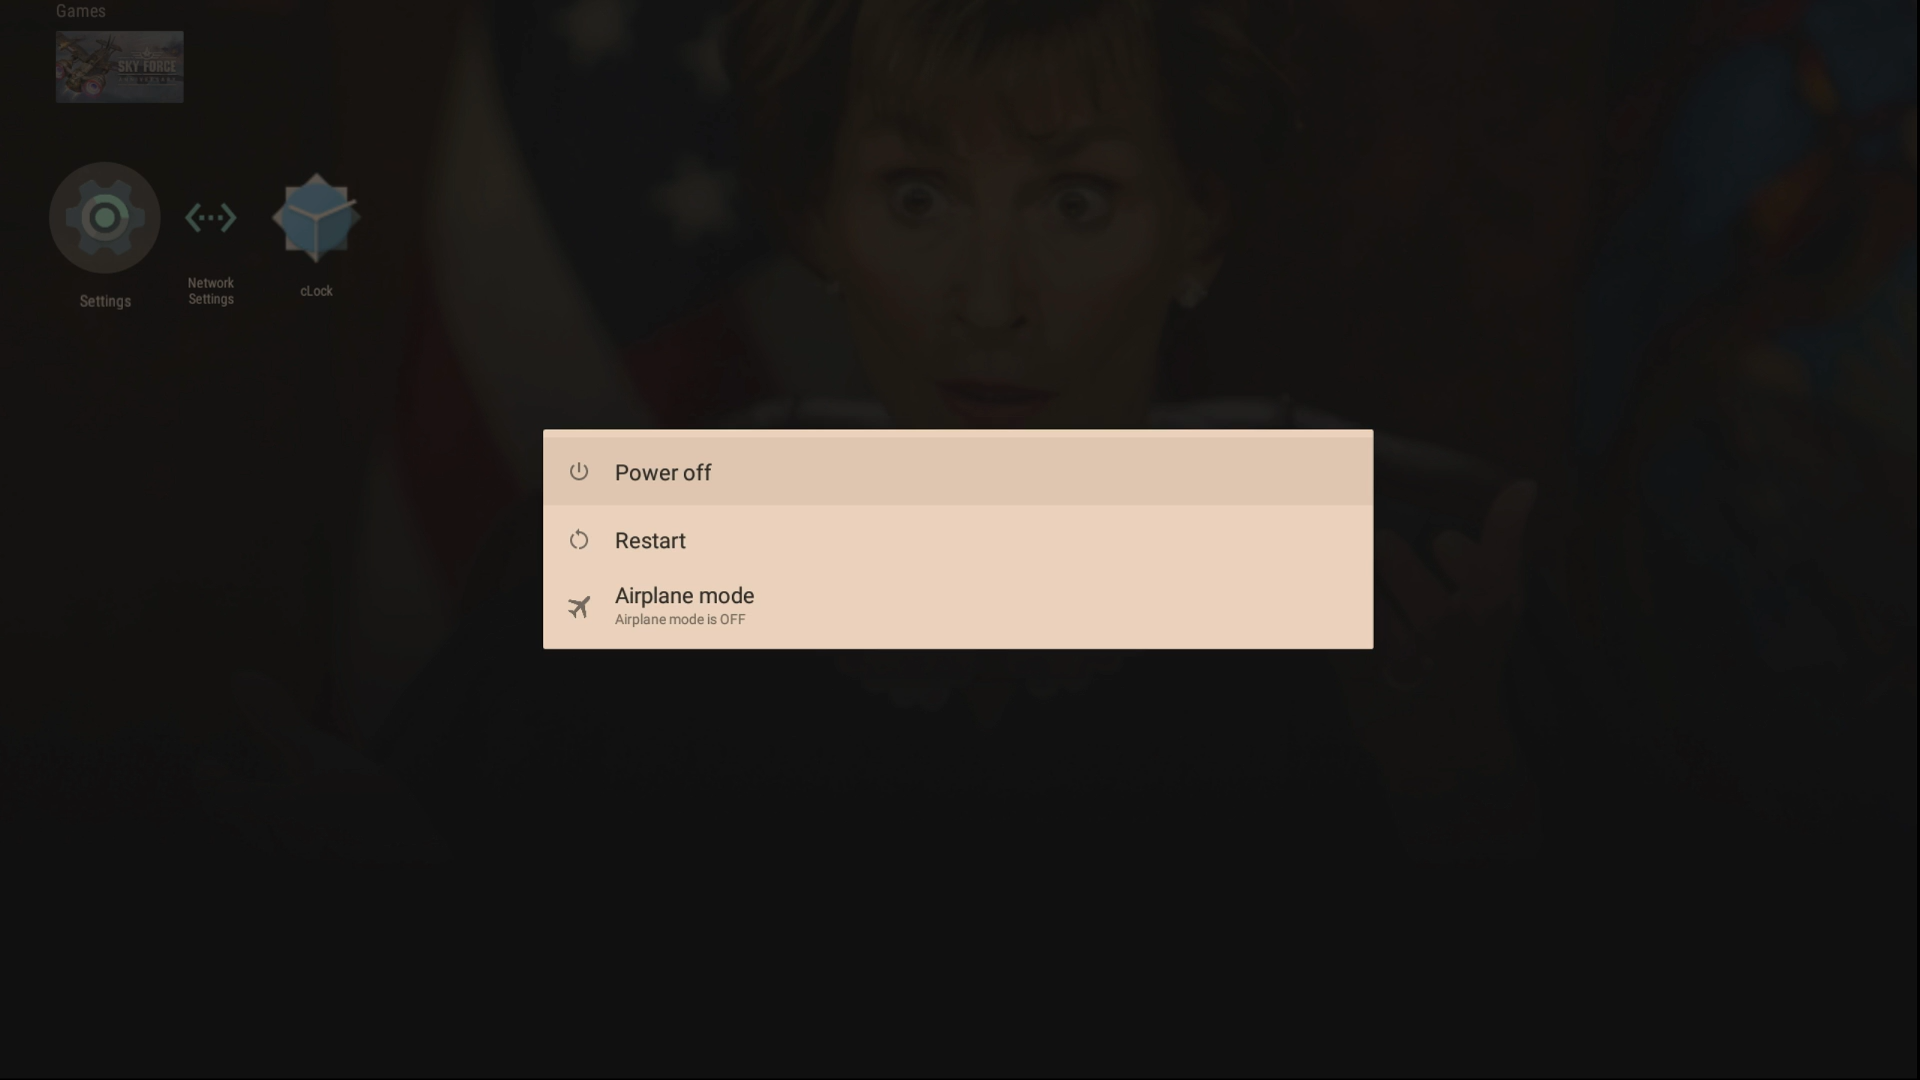 Games
SKY FORCE
Settings
Network
Settings
cLock
Power off
Restart
Airplane mode
Airplane mode is OFF